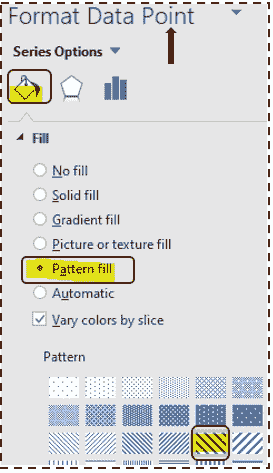 Format Data Point
Series Options
Fill
No fill
Solid fill
Gradient fill
Picture or texture fill
Pattern fill
Automatic
Vary colors by slice
Pattern